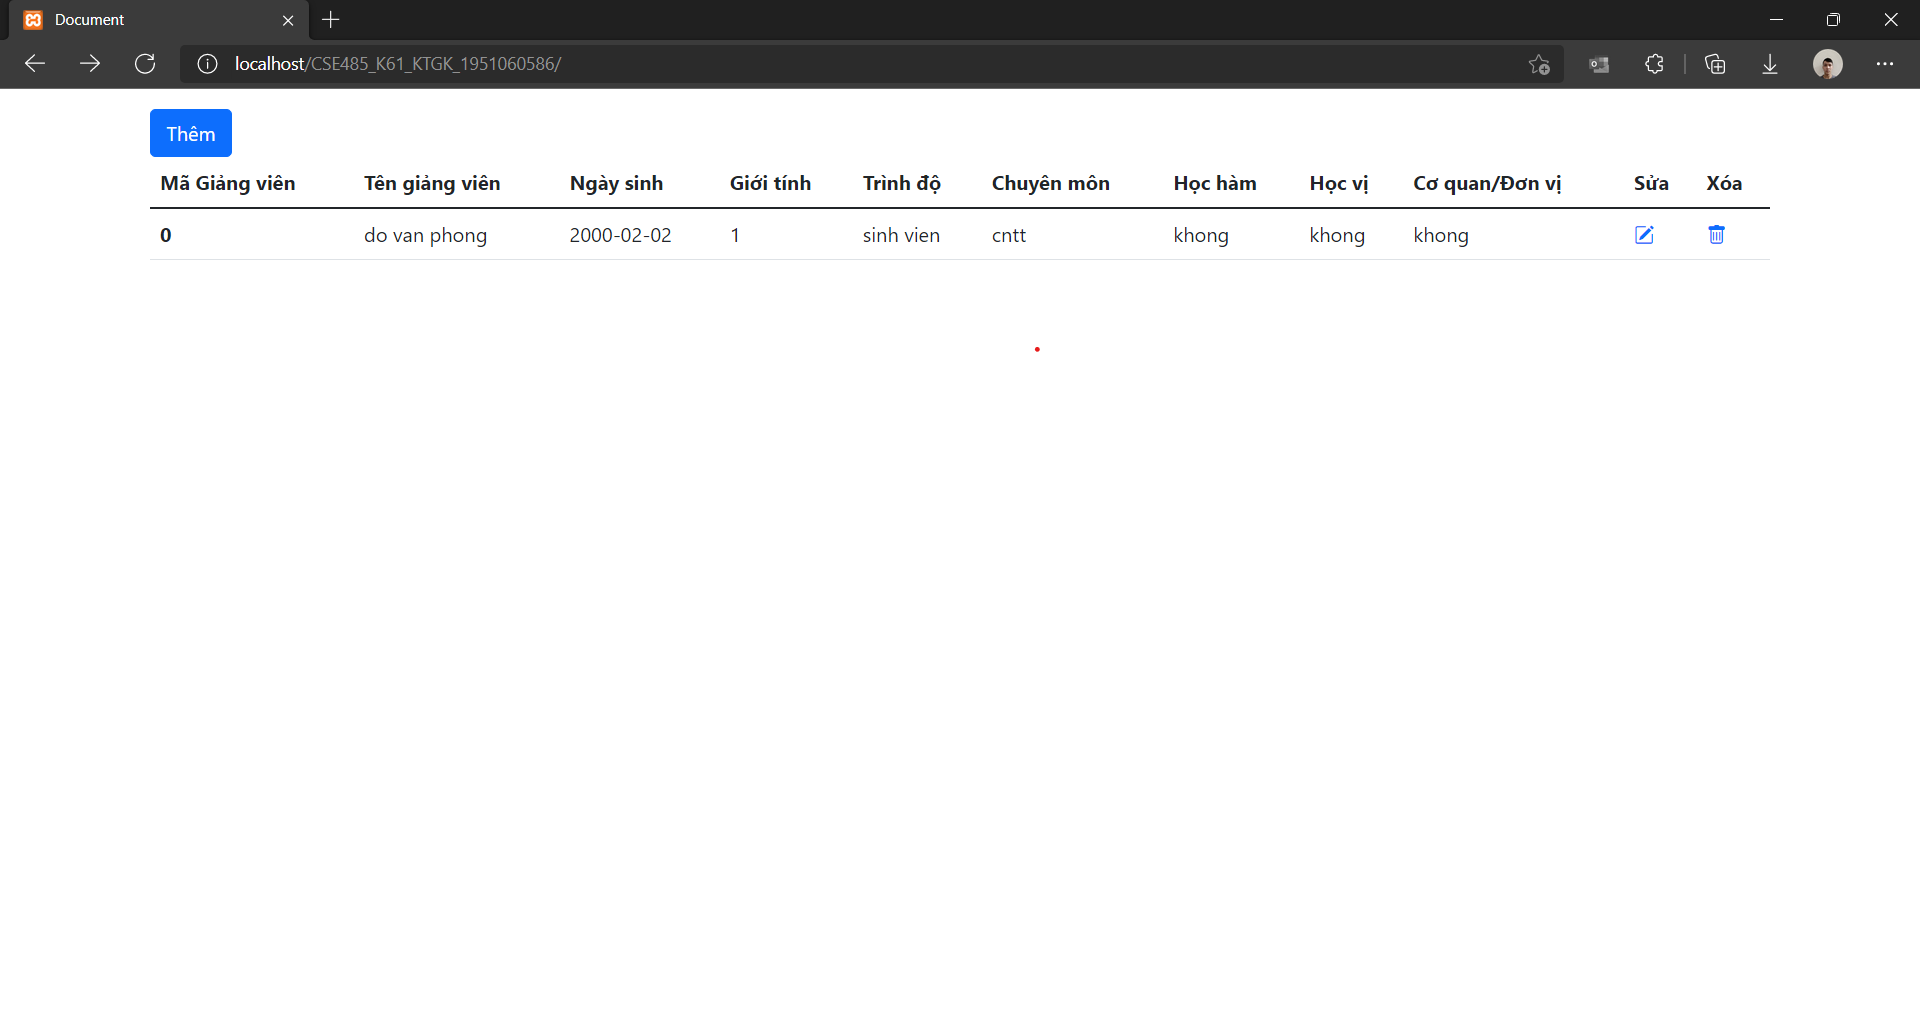 Document
localhost/CSE485_K61_KTGK_1951060586/
Thêm
Mã Giảng viên Tên giảng viên Ngày sinh Giới tính Trình độ Chuyên môn Học hàm Học vị Cơ quan/Đơn vị Sửa Xóa
0 do van phong 2000-02-02 1 sinh vien cntt khong khong khong